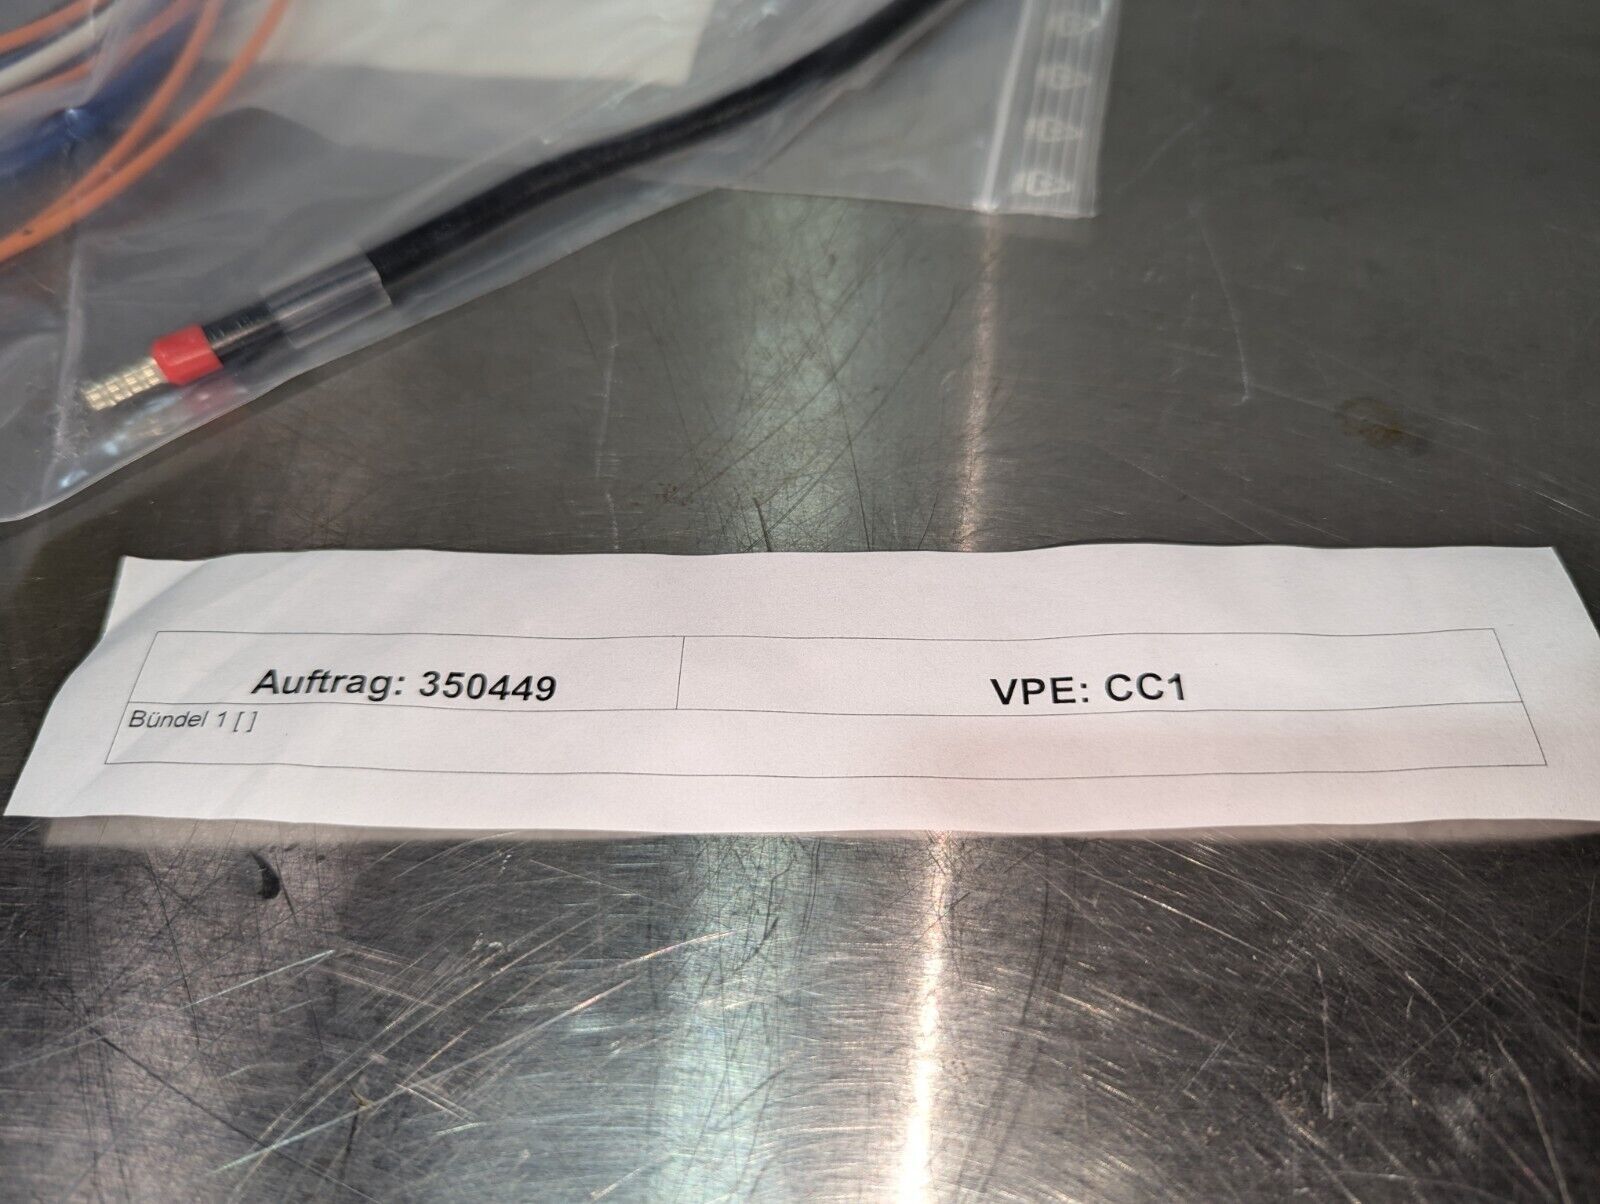 Auftrag: 350449
VPE: CC1
Bündel 1 [ ]